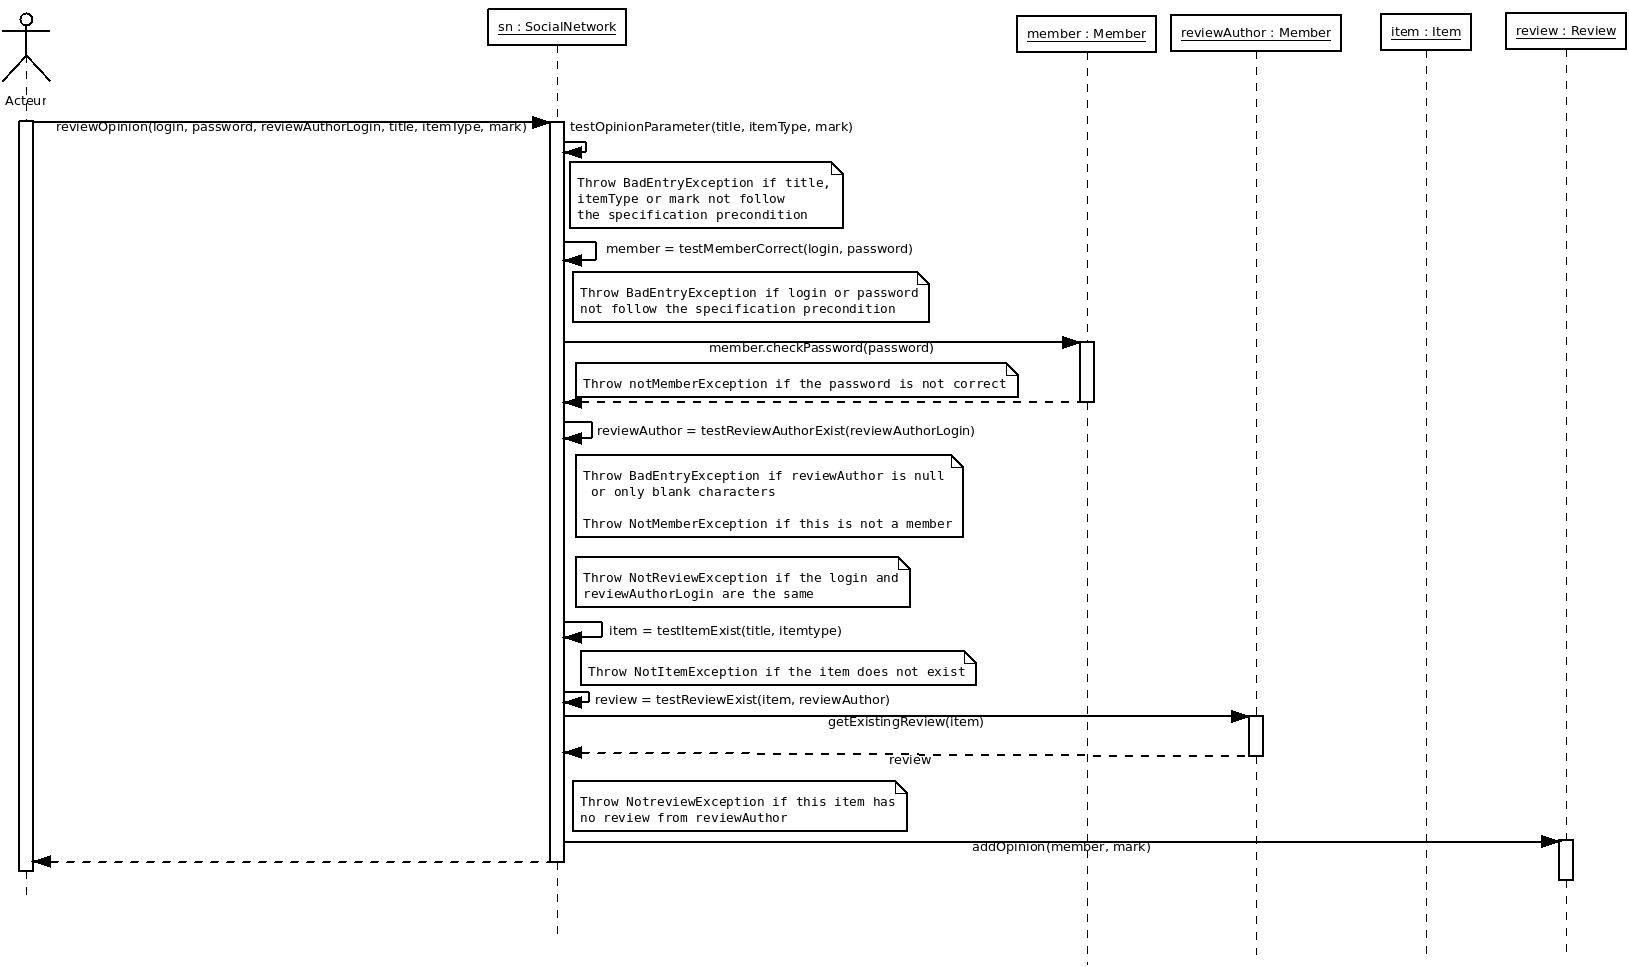 sn : SocialNetwork
member : Member
reviewAuthor : Member
item : Item
review : Review
Acteur
reviewOpinion(login, password, reviewAuthorLogin, title, itemType, mark)
testOpinionParameter(title, itemType, mark)
Throw BadEntryException if title,
itemType or mark not follow
the specification precondition
member = testMemberCorrect(login, password)
Throw BadEntryException if login or password
not follow the specification precondition
member.checkPassword(password)
Throw notMemberException if the password is not correct
reviewAuthor = testReviewAuthorExist(reviewAuthorLogin)
Throw BadEntryException if reviewAuthor is null
or only blank characters
Throw NotMemberException if this is not a member
Throw NotReviewException if the login and
reviewAuthorLogin are the same
item = testItemExist(title, itemtype)
Throw NotItemException if the item does not exist
review = testReviewExist(item, reviewAuthor)
getExistingReview(item)
review
Throw NotreviewException if this item has
no review from reviewAuthor
addOpinion(member, mark)